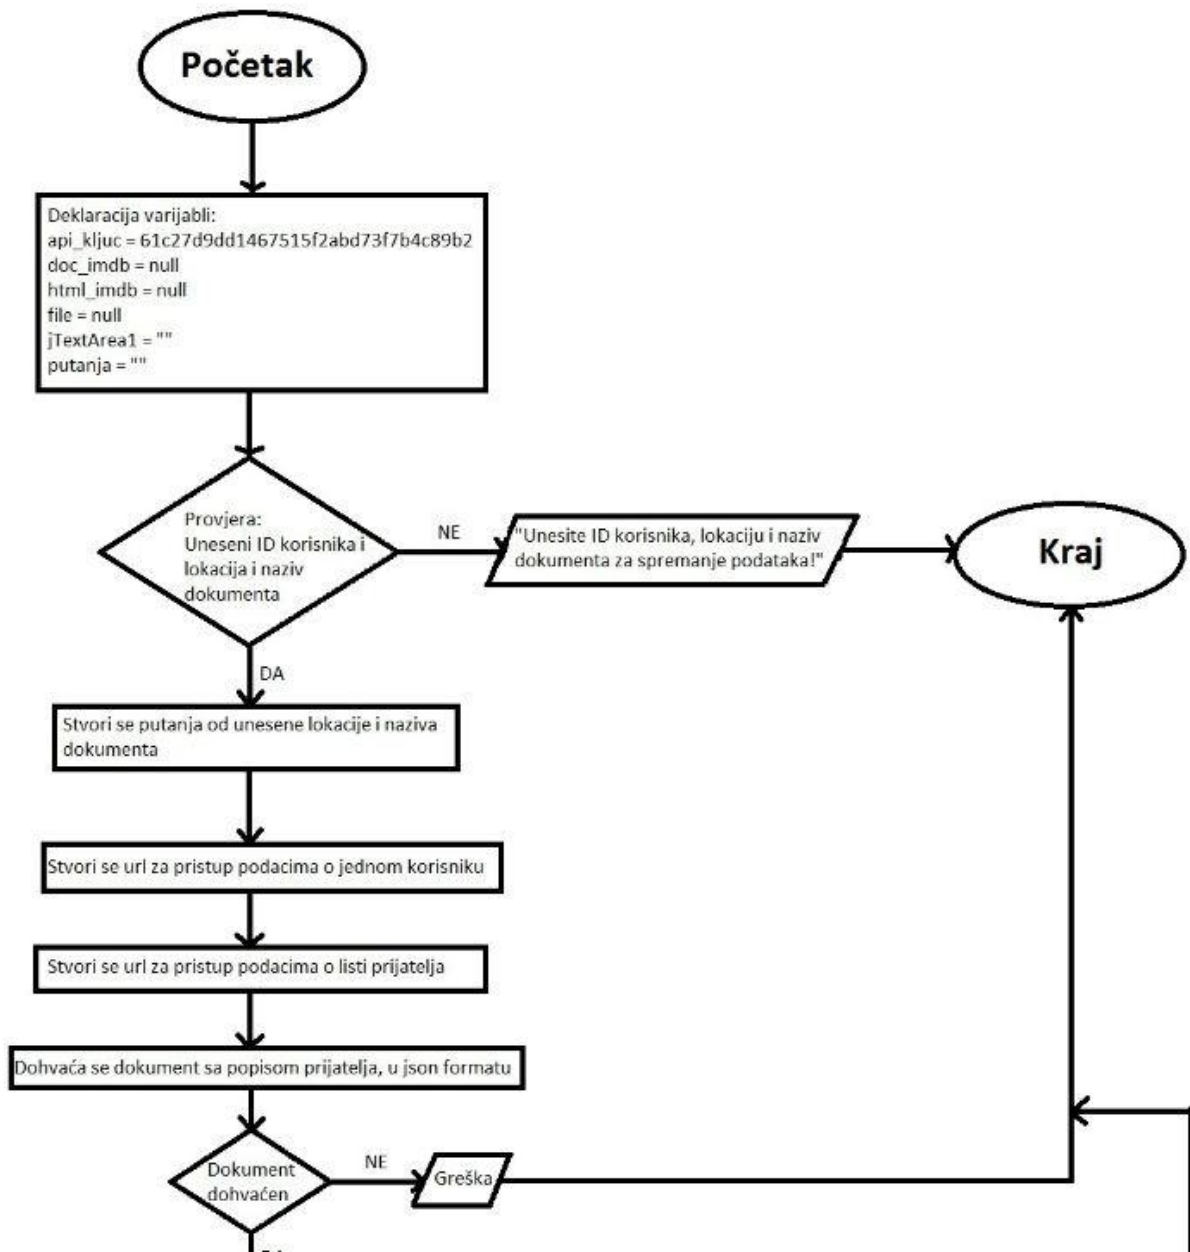 Početak
Deklaracija varijabli:
api_kljuc = 61c27d9dd1467515f2abd73f7b4c89b2
doc_imdb = null
html_imdb = null
file = null
jTextArea1 = ""
putanja = ""
Provjera:
Uneseni ID korisnika i
lokacija i naziv
dokumenta
NE
"Unesite ID korisnika, lokaciju i naziv
dokumenta za spremanje podataka!"
Kraj
DA
Stvori se putanja od unesene lokacije i naziva
dokumenta
Stvori se url za pristup podacima o jednom korisniku
Stvori se url za pristup podacima o listi prijatelja
Dohvaća se dokument sa popisom prijatelja, u json formatu
Dokument
dohvaćen
NE
Greška